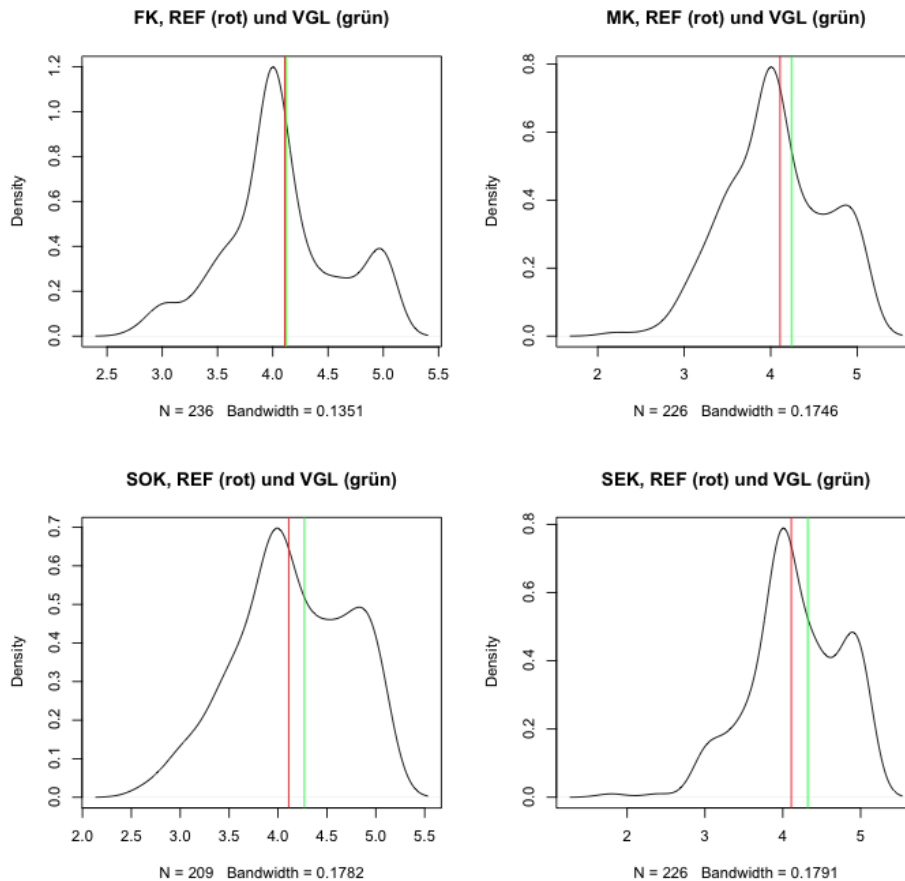 FK, REF (rot) und VGL (grün)
Density
0.0 0.2 0.4 0.6 0.8 1.0 1.2
2.5 3.0 3.5 4.0 4.5 5.0 5.5
N = 236 Bandwidth = 0.1351
MK, REF (rot) und VGL (grün)
Density
0.0 0.2 0.4 0.6 0.8
2 3 4 5
N = 226 Bandwidth = 0.1746
SOK, REF (rot) und VGL (grün)
Density
0.0 0.1 0.2 0.3 0.4 0.5 0.6 0.7
2.0 2.5 3.0 3.5 4.0 4.5 5.0 5.5
N = 209 Bandwidth = 0.1782
SEK, REF (rot) und VGL (grün)
Density
0.0 0.2 0.4 0.6 0.8
2 3 4 5
N = 226 Bandwidth = 0.1791